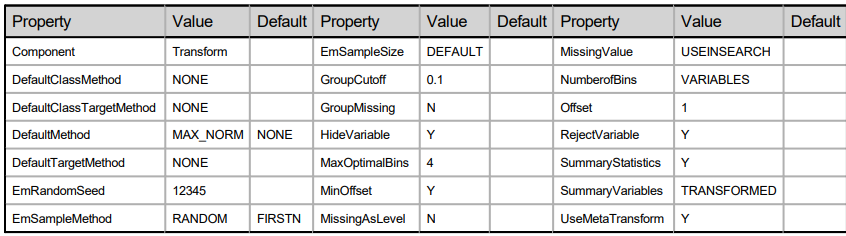 Property Value Default Property Value Default Property Value Default
Component Transform EmSampleSize DEFAULT MissingValue USEINSEARCH
DefaultClassMethod NONE GroupCutoff 0.1 NumberofBins VARIABLES
DefaultClassTargetMethod NONE GroupMissing N Offset 1
DefaultMethod MAX_NORM NONE HideVariable Y RejectVariable Y
DefaultTargetMethod NONE MaxOptimalBins 4 SummaryStatistics Y
EmRandomSeed 12345 MinOffset Y SummaryVariables TRANSFORMED
EmSampleMethod RANDOM FIRSTN MissingAsLevel N UseMetaTransform Y